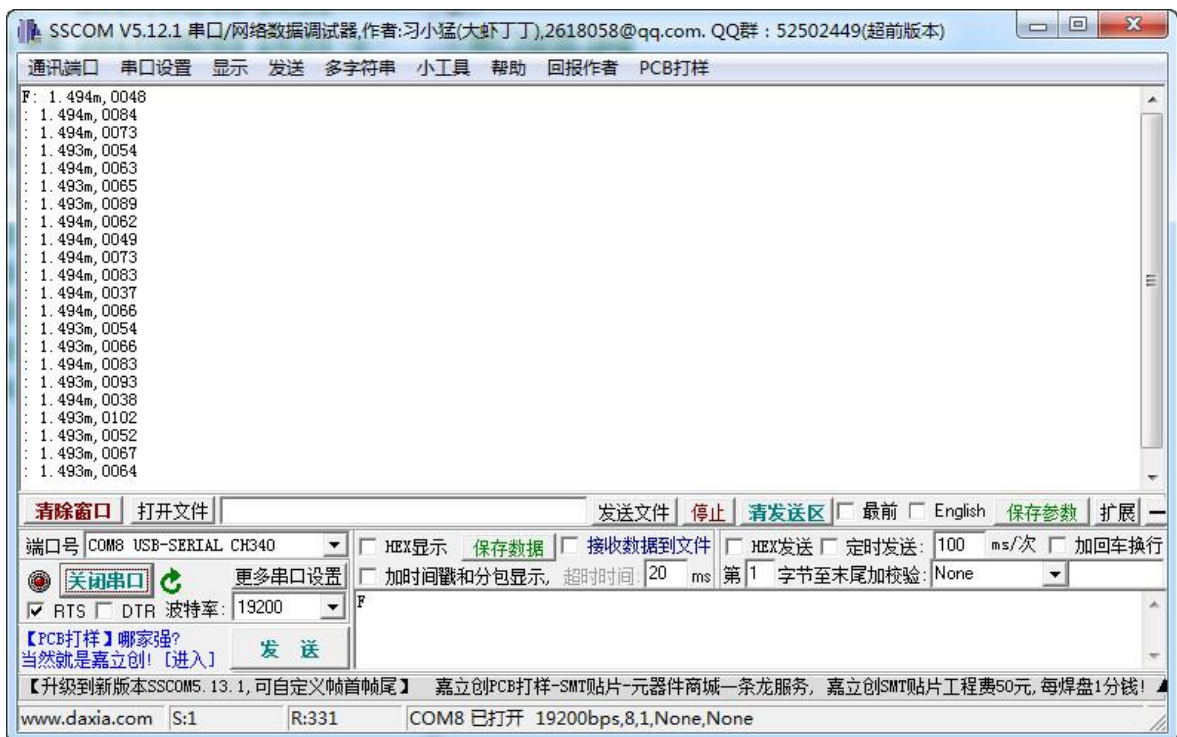 SSCOM V5.12.1 串口/网络数据调试器,作者:习小猛(大虾丁丁),2618058@qq.com. QQ群：52502449(超前版本)
通讯端口 串口设置 显示 发送 多字符串 小工具 帮助 回报作者 PCB打样
F: 1.494m,0048
: 1.494m,0084
: 1.494m,0073
: 1.493m,0054
: 1.494m,0063
: 1.493m,0065
: 1.493m,0089
: 1.494m,0062
: 1.494m,0049
: 1.494m,0073
: 1.494m,0083
: 1.494m,0037
: 1.494m,0066
: 1.493m,0054
: 1.493m,0066
: 1.494m,0083
: 1.493m,0093
: 1.494m,0038
: 1.493m,0102
: 1.493m,0052
: 1.493m,0067
: 1.493m,0064
清除窗口 打开文件 发送文件 停止 清发送区 最前 English 保存参数 扩展 —
端口号 COM8 USB-SERIAL CH340 HEX显示 保存数据 接收数据到文件 HEX发送 定时发送: 100 ms/次 加回车换行
关闭串口 更多串口设置 加时间戳和分包显示, 超时时间: 20 ms 第 1 字节至末尾加校验: None
RTS DTR 波特率: 19200 F
【PCB打样】哪家强?
当然就是嘉立创! [进入] 发 送
【升级到新版本SSCOM5.13.1,可自定义帧首帧尾】 嘉立创PCB打样-SMT贴片-元器件商城一条龙服务, 嘉立创SMT贴片工程费50元,每焊盘1分钱!
www.daxia.com S:1 R:331 COM8 已打开 19200bps,8,1,None,None